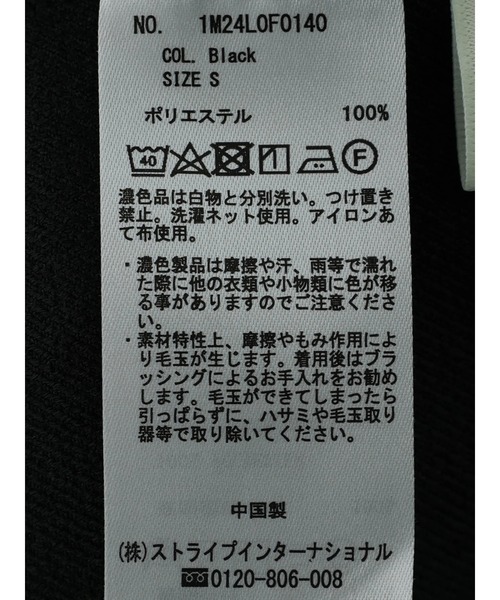 NO. 1M24L0F0140
COL. Black
SIZE S
ポリエステル 100%
40 F
濃色品は白物と分別洗い。つけ置き
禁止。洗濯ネット使用。アイロンあ
て布使用。
・濃色製品は摩擦や汗、雨等で濡れ
た際に他の衣類や小物類に色が移
る事がありますのでご注意くださ
い。
・素材特性上、摩擦やもみ作用によ
り毛玉が生じます。着用後はブラ
ッシングによるお手入れをお勧め
します。毛玉ができてしまったら
引っぱらずに、ハサミや毛玉取り
器等で取り除いてください。
中国製
(株)ストライプインターナショナル
0120-806-008